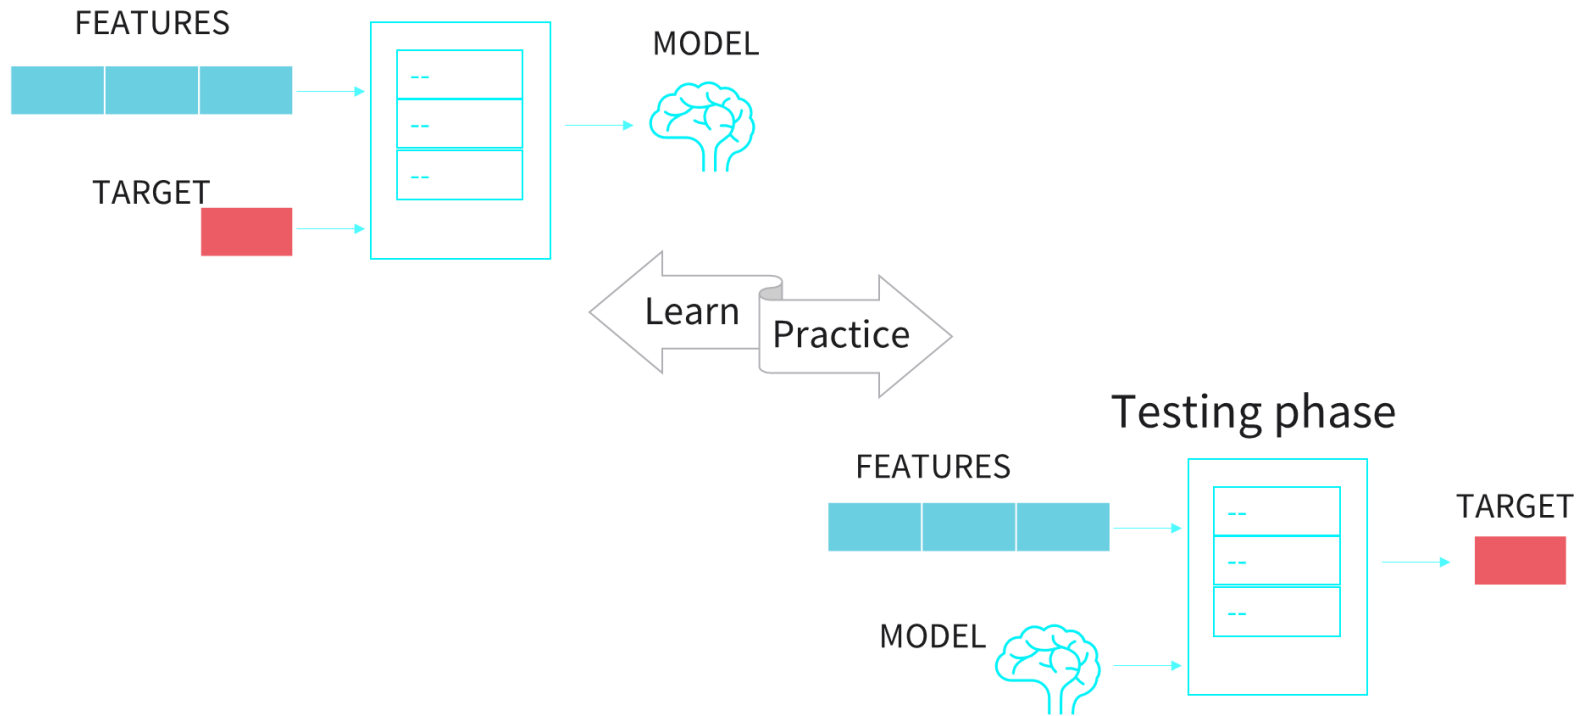 FEATURES
MODEL
--
--
--
TARGET
Learn
Practice
Testing phase
FEATURES
TARGET
--
--
--
MODEL